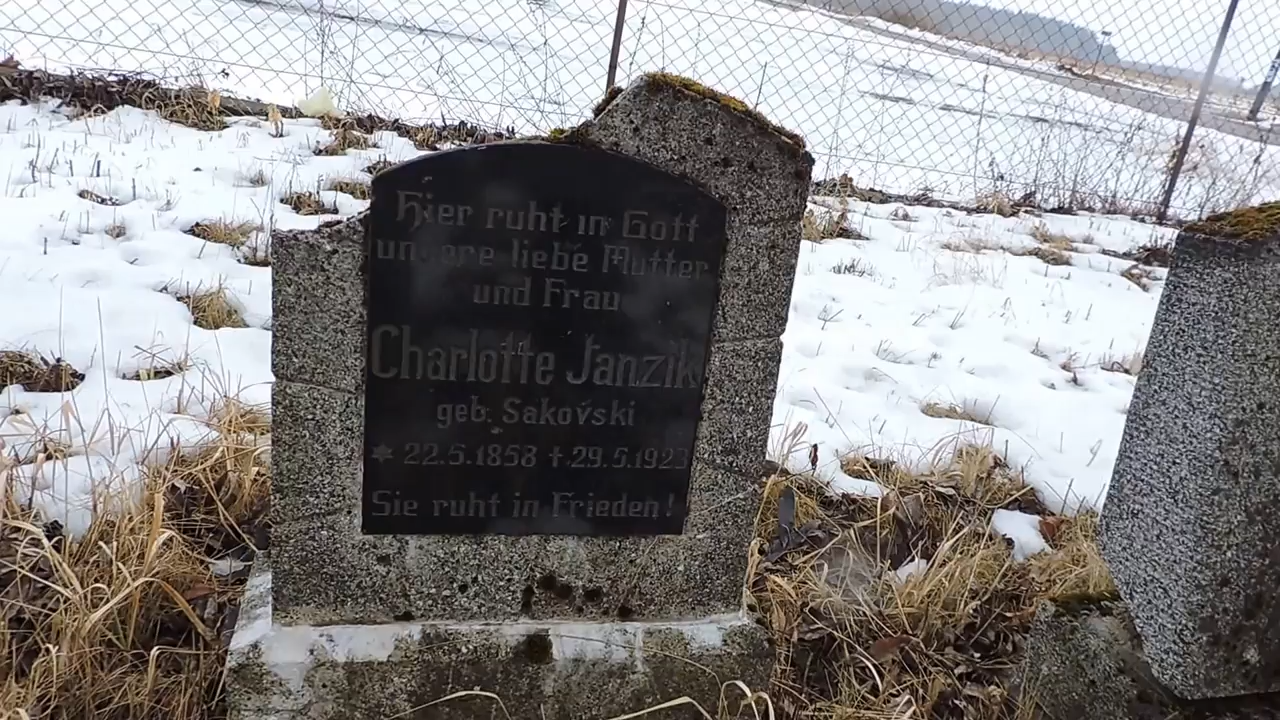 Hier ruht in Gott
unsere liebe Mutter
und Frau
Charlotte Janzik
geb. Sakovski
* 22.5.1858 † 29.5.1923
Sie ruht in Frieden!